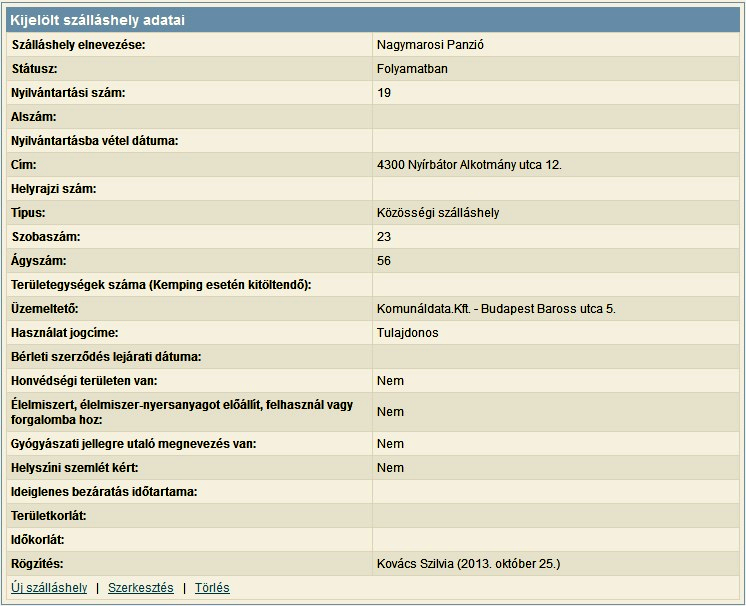 Kijelölt szálláshely adatai
Szálláshely elnevezése: Nagymarosi Panzió
Státusz: Folyamatban
Nyilvántartási szám: 19
Alszám:
Nyilvántartásba vétel dátuma:
Cím: 4300 Nyírbátor Alkotmány utca 12.
Helyrajzi szám:
Típus: Közösségi szálláshely
Szobaszám: 23
Ágyszám: 56
Területegységek száma (Kemping esetén kitöltendő):
Üzemeltető: Komunáldata.Kft. - Budapest Baross utca 5.
Használat jogcíme: Tulajdonos
Bérleti szerződés lejárati dátuma:
Honvédségi területen van: Nem
Élelmiszert, élelmiszer-nyersanyagot előállít, felhasznál vagy
forgalomba hoz: Nem
Gyógyászati jellegre utaló megnevezés van: Nem
Helyszíni szemlét kért: Nem
Ideiglenes bezáratás időtartama:
Területkorlát:
Időkorlát:
Rögzítés: Kovács Szilvia (2013. október 25.)
Új szálláshely | Szerkesztés | Törlés